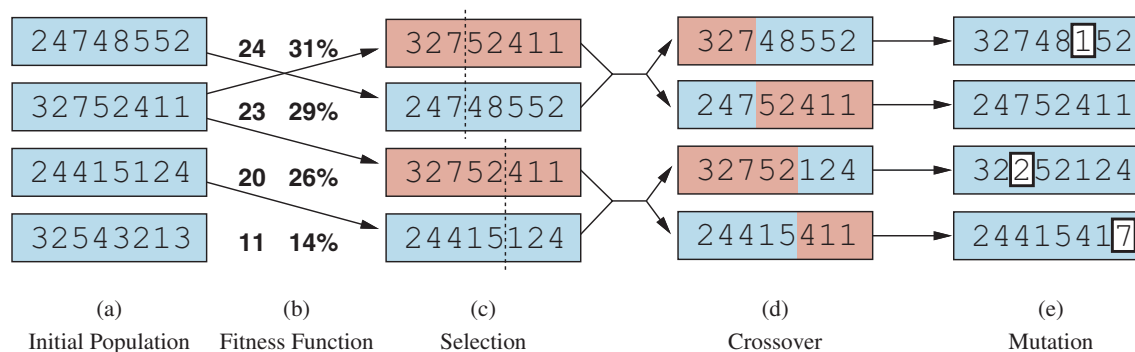 24748552 24 31% 32752411 32748552 32748152
32752411 23 29% 24748552 24752411 24752411
24415124 20 26% 32752411 32752124 32252124
32543213 11 14% 24415124 24415411 24415417
(a) (b) (c) (d) (e)
Initial Population Fitness Function Selection Crossover Mutation